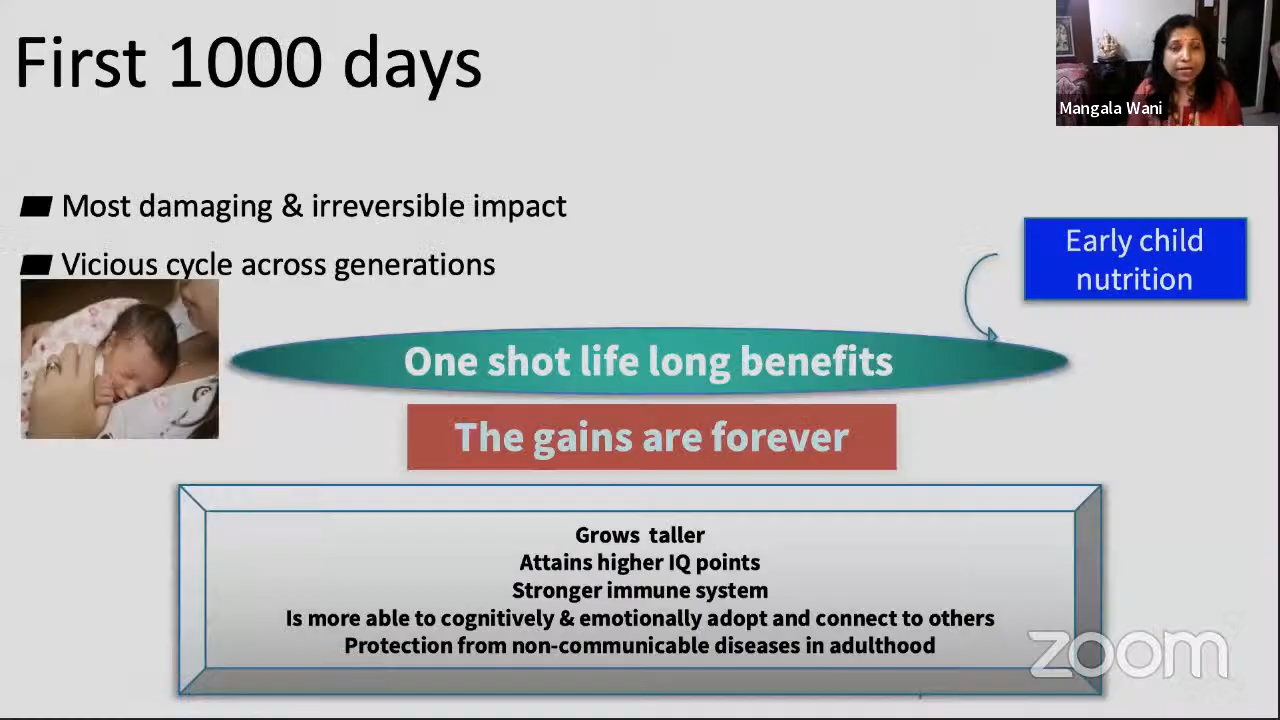 First 1000 days
Mangala Wani
Most damaging & irreversible impact
Vicious cycle across generations
Early child
nutrition
One shot life long benefits
The gains are forever
Grows taller
Attains higher IQ points
Stronger immune system
Is more able to cognitively & emotionally adopt and connect to others
Protection from non-communicable diseases in adulthood
zoom